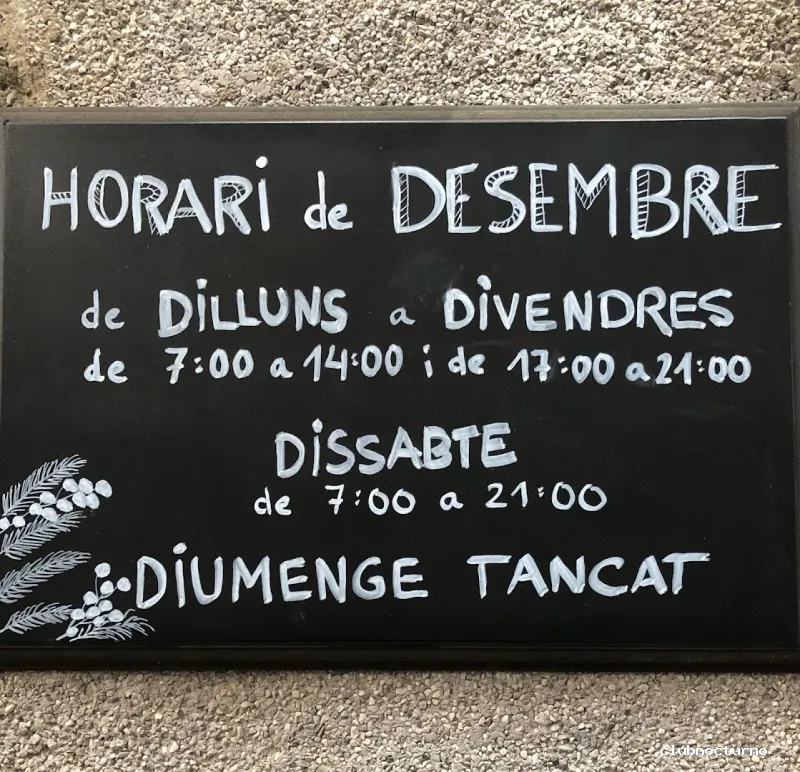 HORARi de DESEMBRE
de DiLLUNS a DiVENDRES
de 7:00 a 14:00 i de 17:00 a 21:00
DiSSABTE
de 7:00 a 21:00
DiUMENGE TANCAT
clubnocturno